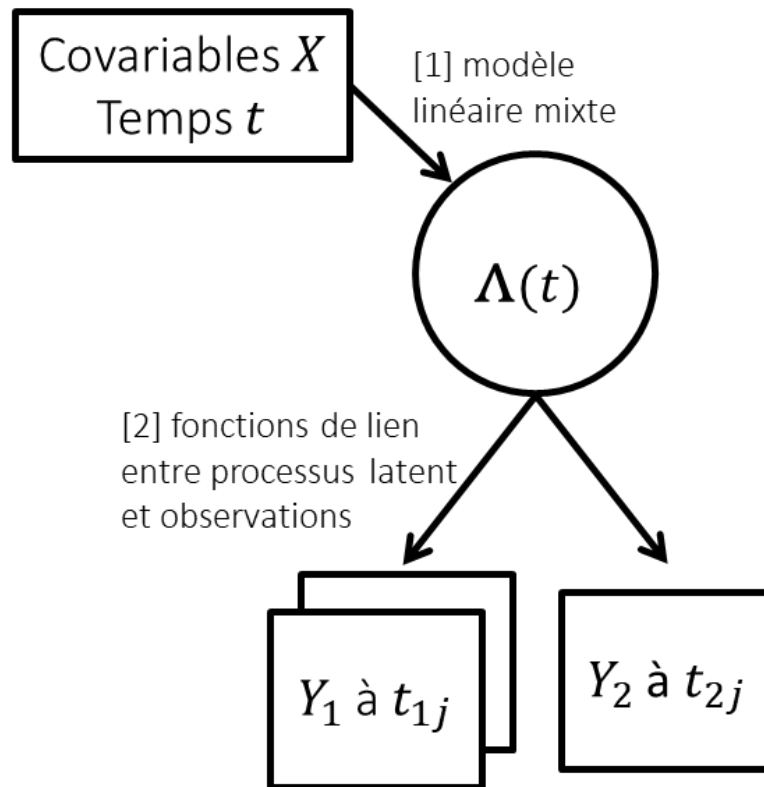 Covariables X
Temps t
[1] modèle
linéaire mixte
Λ(t)
[2] fonctions de lien
entre processus latent
et observations
Y₁ à t₁ⱼ
Y₂ à t₂ⱼ